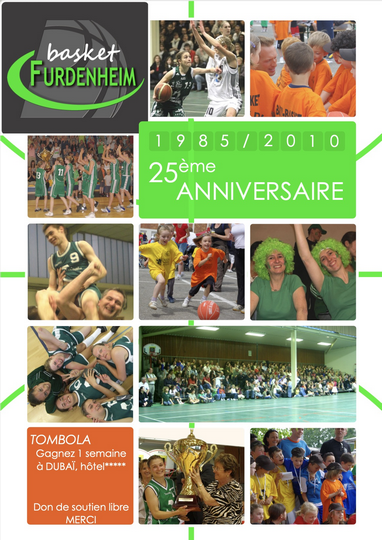 basket
FURDENHEIM
1985/2010
25ème
ANNIVERSAIRE
TOMBOLA
Gagnez 1 semaine
à DUBAÏ, hôtel*****
Don de soutien libre
MERCI